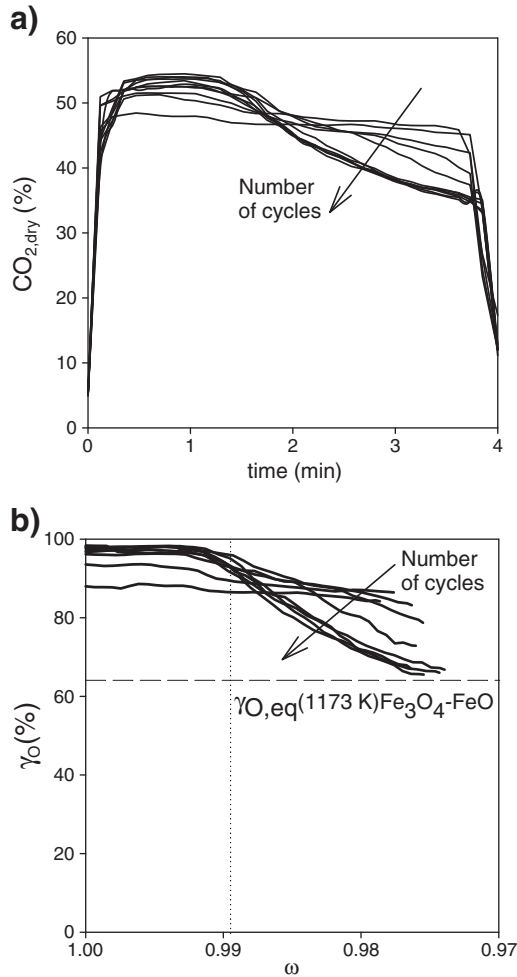 a)
60
50
40
30
20
10
0
CO2,dry (%)
Number
of cycles
0 1 2 3 4
time (min)
b)
100
80
60
40
20
0
γO(%)
Number
of cycles
γO,eq(1173 K)Fe3O4-FeO
1.00 0.99 0.98 0.97
ω